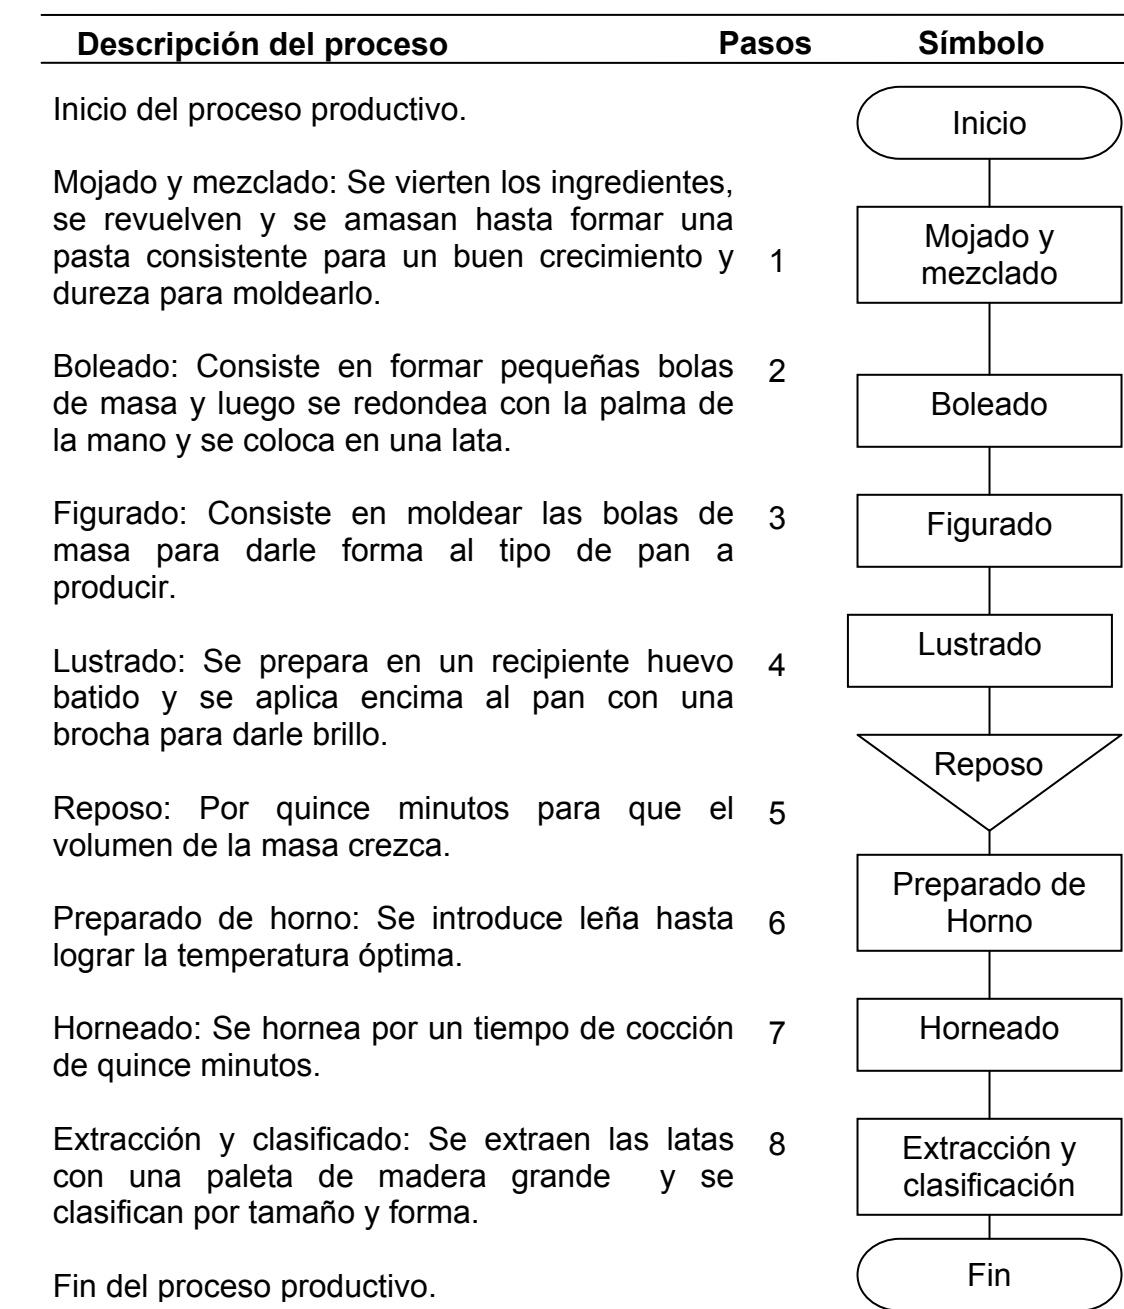 Descripción del proceso Pasos Símbolo
Inicio del proceso productivo.
Inicio
Mojado y mezclado: Se vierten los ingredientes,
se revuelven y se amasan hasta formar una
pasta consistente para un buen crecimiento y
dureza para moldearlo.
1
Mojado y
mezclado
Boleado: Consiste en formar pequeñas bolas
de masa y luego se redondea con la palma de
la mano y se coloca en una lata.
2
Boleado
Figurado: Consiste en moldear las bolas de
masa para darle forma al tipo de pan a
producir.
3
Figurado
Lustrado: Se prepara en un recipiente huevo
batido y se aplica encima al pan con una
brocha para darle brillo.
4
Lustrado
Reposo: Por quince minutos para que el
volumen de la masa crezca.
5
Reposo
Preparado de horno: Se introduce leña hasta
lograr la temperatura óptima.
6
Preparado de
Horno
Horneado: Se hornea por un tiempo de cocción
de quince minutos.
7
Horneado
Extracción y clasificado: Se extraen las latas
con una paleta de madera grande y se
clasifican por tamaño y forma.
8
Extracción y
clasificación
Fin del proceso productivo.
Fin